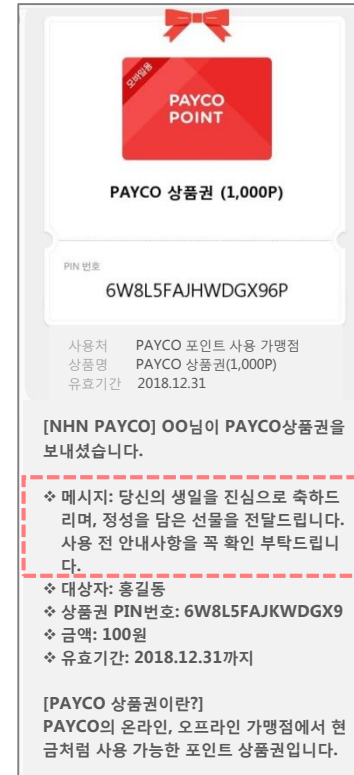 모바일용
PAYCO
POINT
PAYCO 상품권 (1,000P)
PIN 번호
6W8L5FAJHWDGX96P
사용처 PAYCO 포인트 사용 가맹점
상품명 PAYCO 상품권(1,000P)
유효기간 2018.12.31
[NHN PAYCO] OO님이 PAYCO상품권을
보내셨습니다.
❖ 메시지: 당신의 생일을 진심으로 축하드
리며, 정성을 담은 선물을 전달드립니다.
사용 전 안내사항을 꼭 확인 부탁드립니
다.
❖ 대상자: 홍길동
❖ 상품권 PIN번호: 6W8L5FAJKWDGX9
❖ 금액: 100원
❖ 유효기간: 2018.12.31까지
[PAYCO 상품권이란?]
PAYCO의 온라인, 오프라인 가맹점에서 현
금처럼 사용 가능한 포인트 상품권입니다.